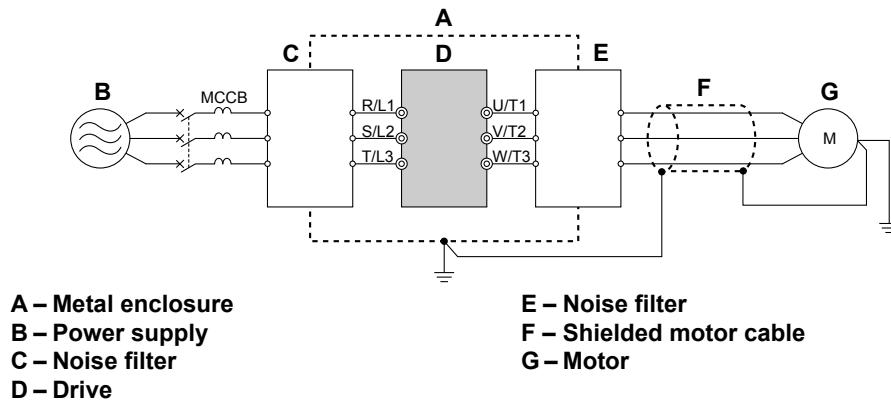 A
C
D
E
B
MCCB
F
G
R/L1
U/T1
S/L2
V/T2
M
T/L3
W/T3
A – Metal enclosure
B – Power supply
C – Noise filter
D – Drive
E – Noise filter
F – Shielded motor cable
G – Motor